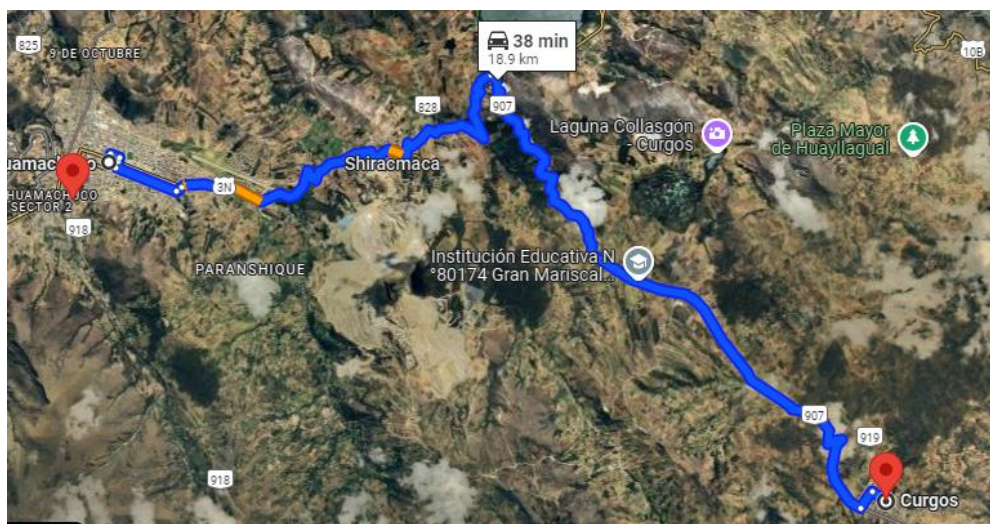 825
9 DE OCTUBRE
38 min
18.9 km
10B
828
907
Laguna Collasgón
- Curgos
Plaza Mayor
de Huayllagual
Shiracmaca
3N
HUAMACHUCO
SECTOR 2
918
PARANSHIQUE
Institución Educativa N
°80174 Gran Mariscal...
907
919
918
Curgos